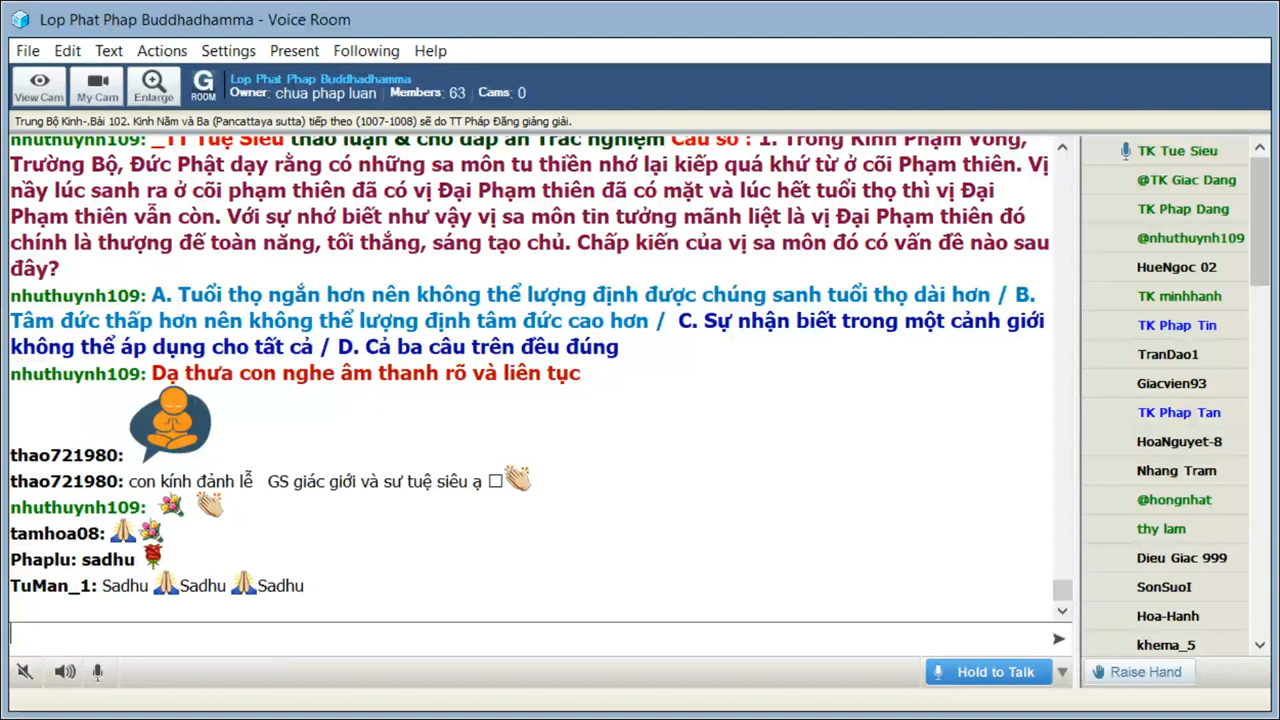 Lop Phat Phap Buddhadhamma - Voice Room
File Edit Text Actions Settings Present Following Help
View Cam My Cam Enlarge G ROOM
Lop Phat Phap Buddhadhamma
Owner: chua phap luan Members: 63 Cams: 0
Trung Bộ Kinh-.Bài 102. Kinh Năm và Ba (Pancattaya sutta) tiếp theo (1007-1008) sẽ do TT Pháp Đăng giảng giải.
nhuthuynh109: _TT Tuệ Siêu thảo luận & cho đáp án Trắc nghiệm Câu số : 1. Trong Kinh Phạm Võng,
Trường Bộ, Đức Phật dạy rằng có những sa môn tu thiền nhớ lại kiếp quá khứ từ ở cõi Phạm thiên. Vị
nầy lúc sanh ra ở cõi phạm thiên đã có vị Đại Phạm thiên đã có mặt và lúc hết tuổi thọ thì vị Đại
Phạm thiên vẫn còn. Với sự nhớ biết như vậy vị sa môn tin tưởng mãnh liệt là vị Đại Phạm thiên đó
chính là thượng đế toàn năng, tối thắng, sáng tạo chủ. Chấp kiến của vị sa môn đó có vấn đề nào sau
đây?
nhuthuynh109: A. Tuổi thọ ngắn hơn nên không thể lượng định được chúng sanh tuổi thọ dài hơn / B.
Tâm đức thấp hơn nên không thể lượng định tâm đức cao hơn / C. Sự nhận biết trong một cảnh giới
không thể áp dụng cho tất cả / D. Cả ba câu trên đều đúng
nhuthuynh109: Dạ thưa con nghe âm thanh rõ và liên tục
thao721980:
thao721980: con kính đảnh lễ GS giác giới và sư tuệ siêu ạ □
nhuthuynh109:
tamhoa08:
Phaplu: sadhu
TuMan_1: Sadhu Sadhu Sadhu
TK Tue Sieu
@TK Giac Dang
TK Phap Dang
@nhuthuynh109
HueNgoc 02
TK minhhanh
TK Phap Tin
TranDao1
Giacvien93
TK Phap Tan
HoaNguyet-8
Nhang Tram
@hongnhat
thy lam
Dieu Giac 999
SonSuoI
Hoa-Hanh
khema_5
Hold to Talk
Raise Hand